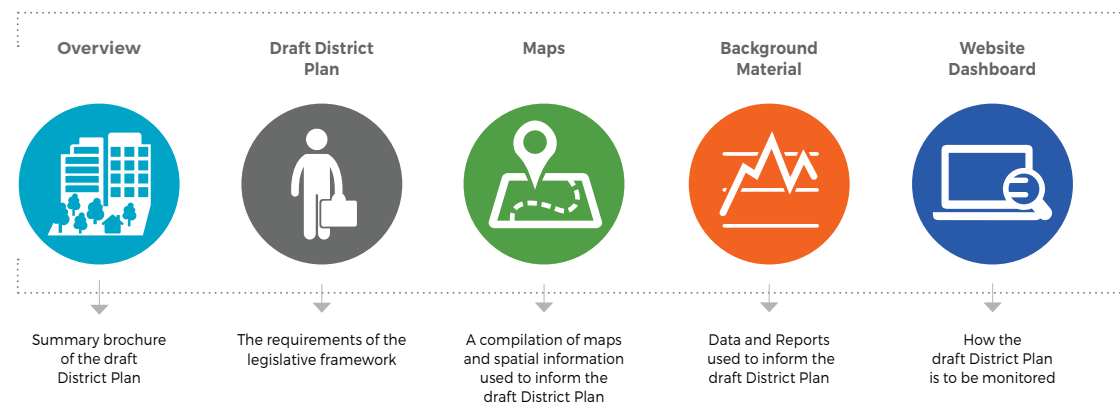 Overview
Draft District
Plan
Maps
Background
Material
Website
Dashboard
Summary brochure
of the draft
District Plan
The requirements of the
legislative framework
A compilation of maps
and spatial information
used to inform the
draft District Plan
Data and Reports
used to inform the
draft District Plan
How the
draft District Plan
is to be monitored